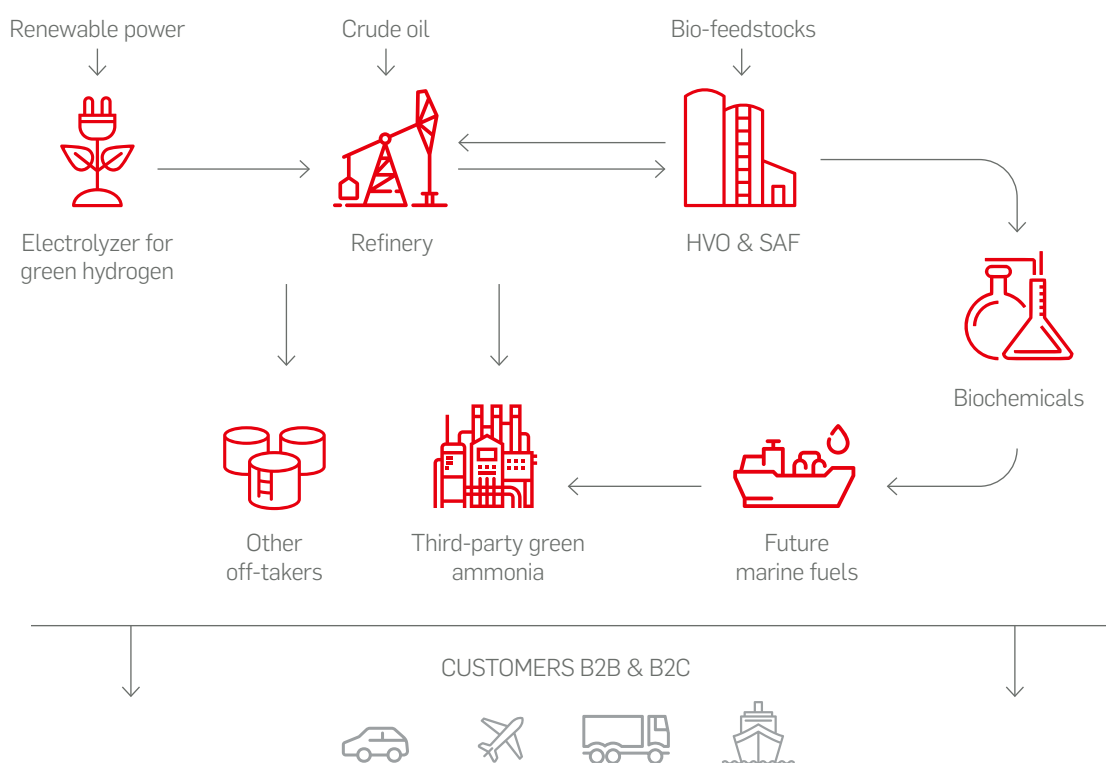 Renewable power
Crude oil
Bio-feedstocks
Electrolyzer for
green hydrogen
Refinery
HVO & SAF
Biochemicals
Other
off-takers
Third-party green
ammonia
Future
marine fuels
CUSTOMERS B2B & B2C